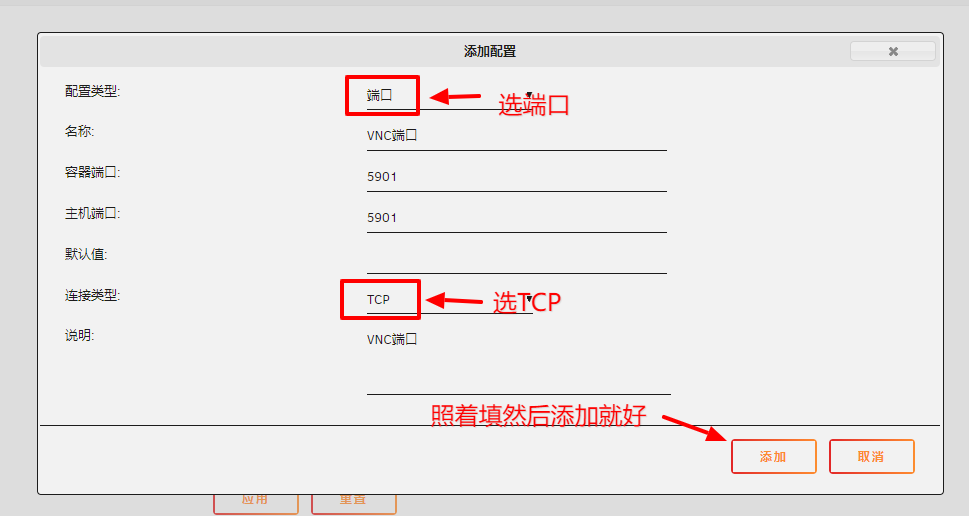 添加配置
配置类型:
端口
选端口
名称:
VNC端口
容器端口:
5901
主机端口:
5901
默认值:
连接类型:
TCP
选TCP
说明:
VNC端口
照着填然后添加就好
添加
取消
应用
重置